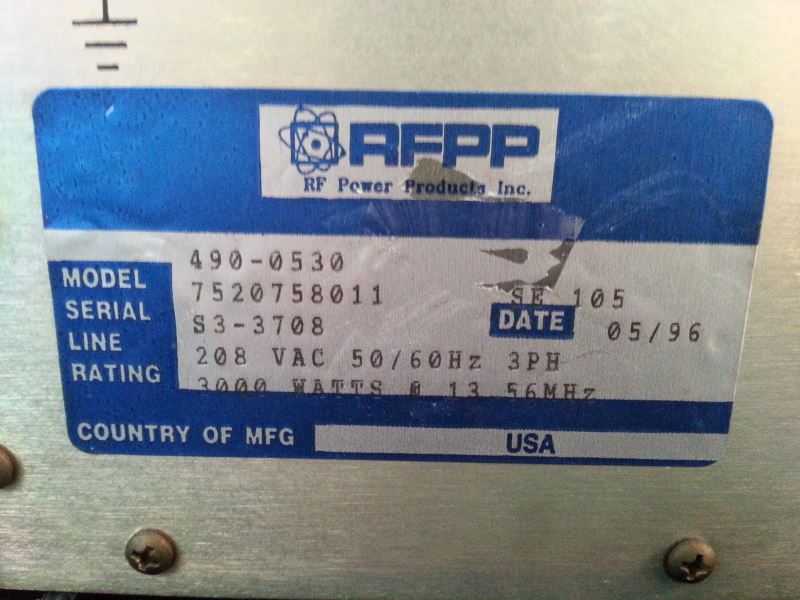 RFPP
RF Power Products Inc.
490-0530
MODEL 7520758011 SE 105
SERIAL S3-3708 DATE 05/96
LINE 208 VAC 50/60Hz 3PH
RATING 3000 WATTS @ 13.56MHz
COUNTRY OF MFG USA